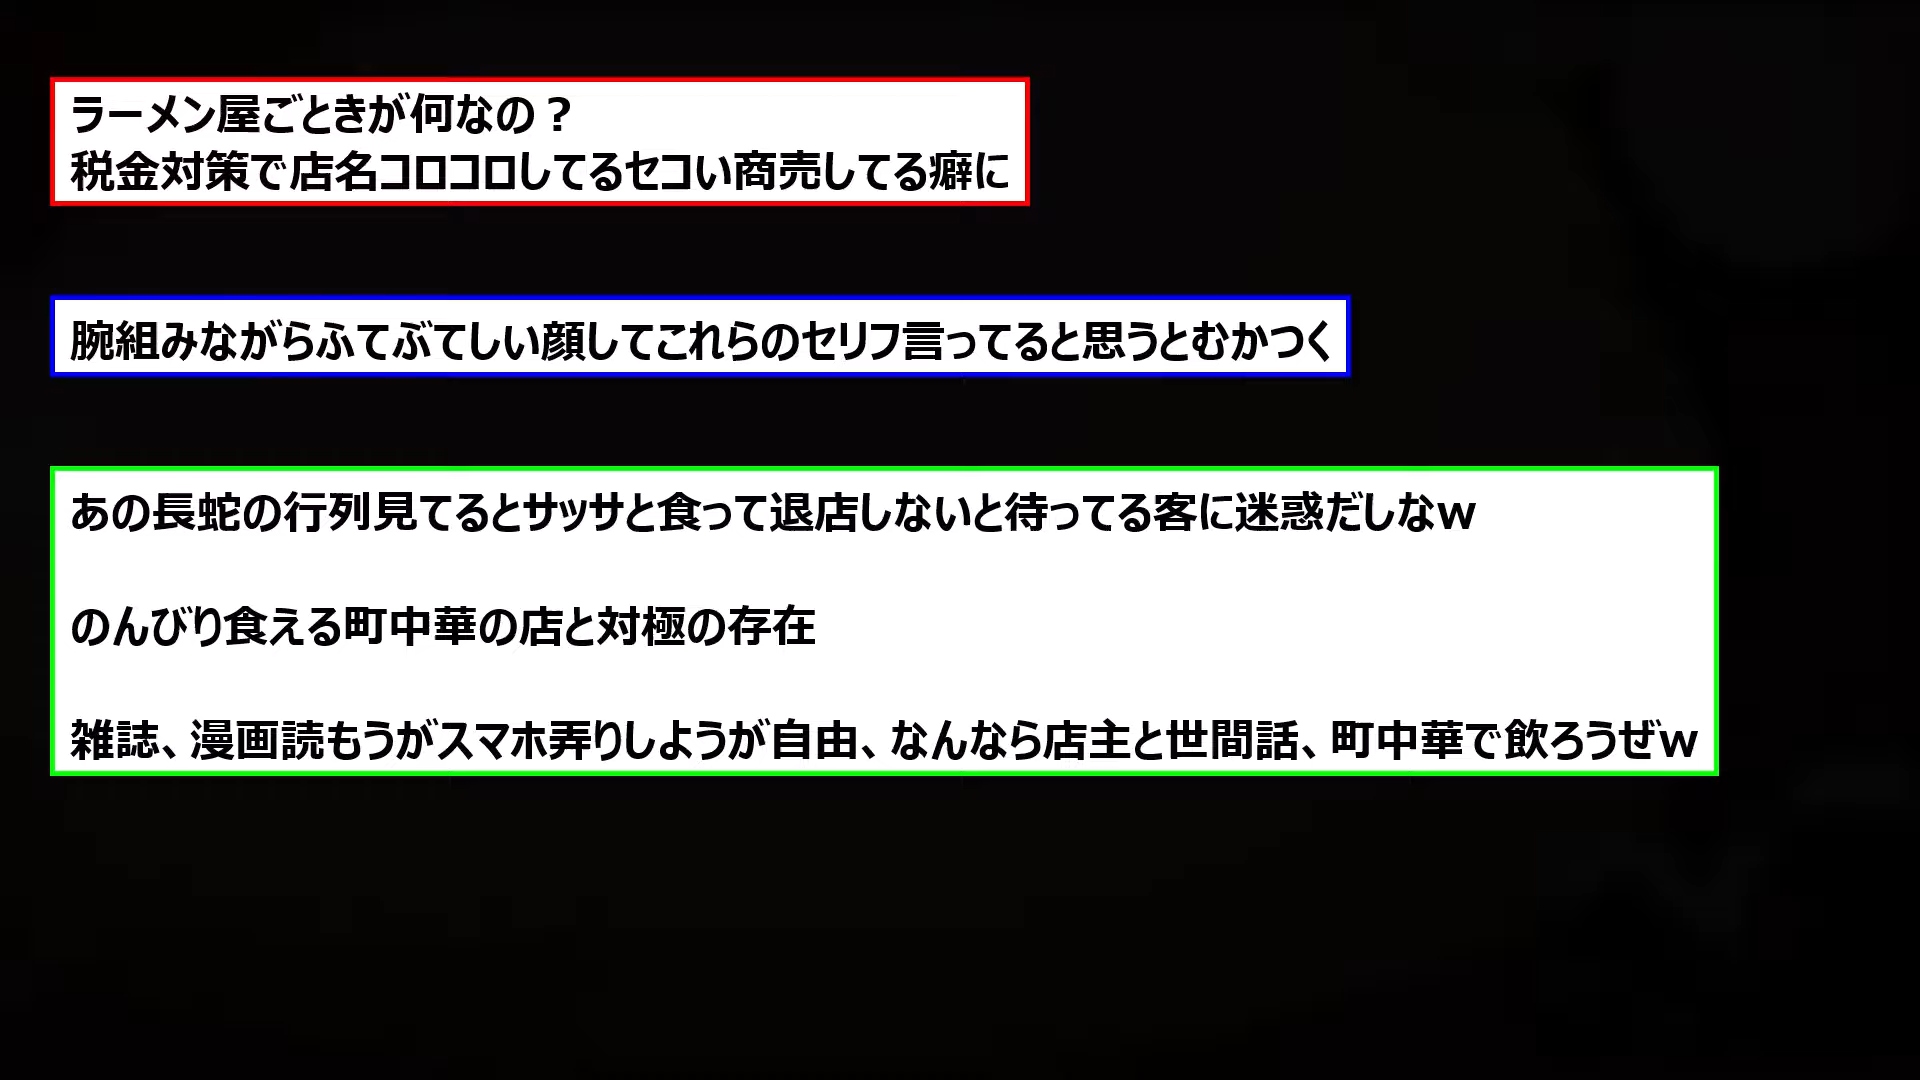 ラーメン屋ごときが何なの？
税金対策で店名コロコロしてるセコい商売してる癖に
腕組みながらふてぶてしい顔してこれらのセリフ言ってると思うとむかつく
あの長蛇の行列見てるとサッサと食って退店しないと待ってる客に迷惑だしなw
のんびり食える町中華の店と対極の存在
雑誌、漫画読もうがスマホ弄りしようが自由、なんなら店主と世間話、町中華で飲ろうぜw